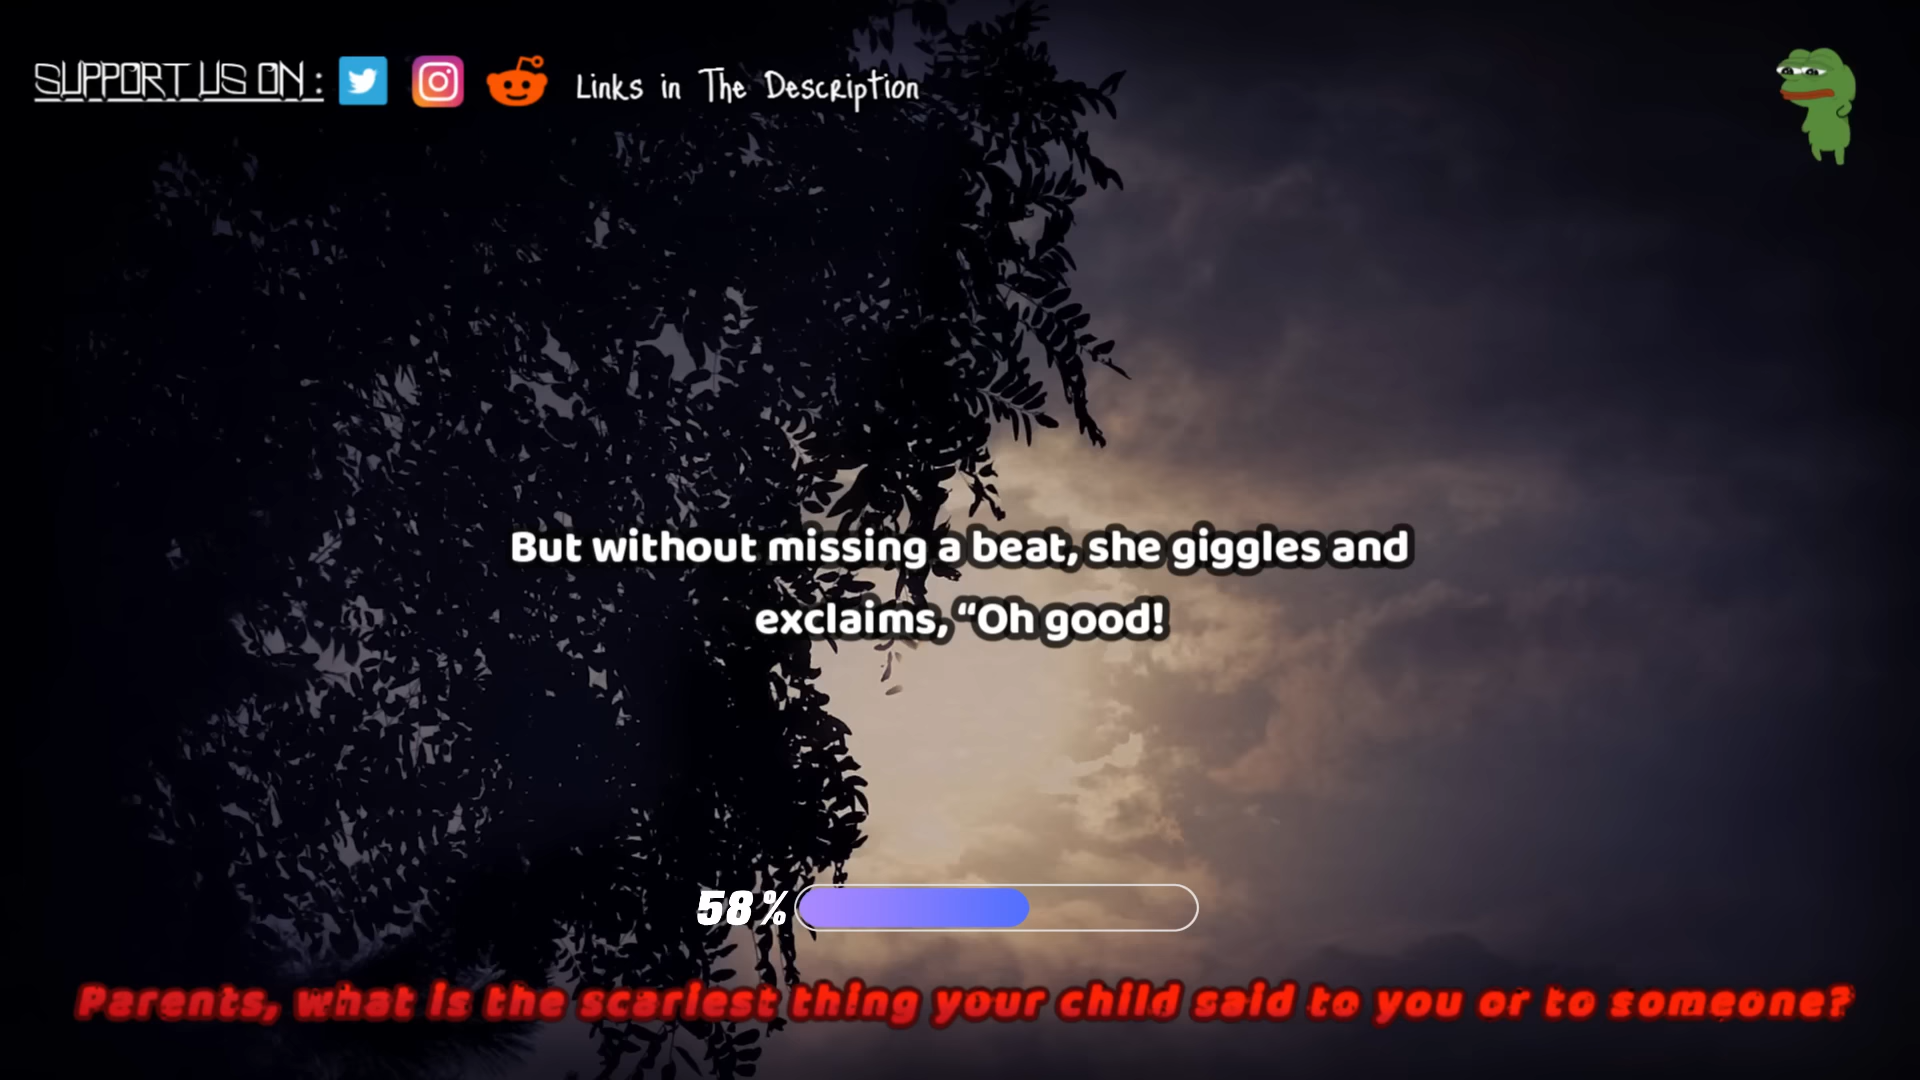 SUPPORT US ON :
Links in The Description
But without missing a beat, she giggles and
exclaims, “Oh good!
58%
Parents, what is the scariest thing your child said to you or to someone?